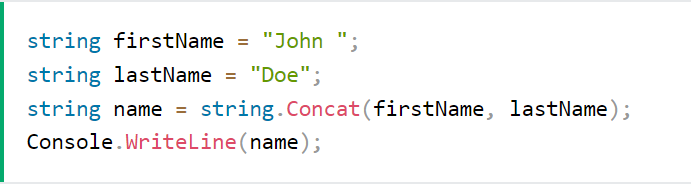 string firstName = "John ";
string lastName = "Doe";
string name = string.Concat(firstName, lastName);
Console.WriteLine(name);